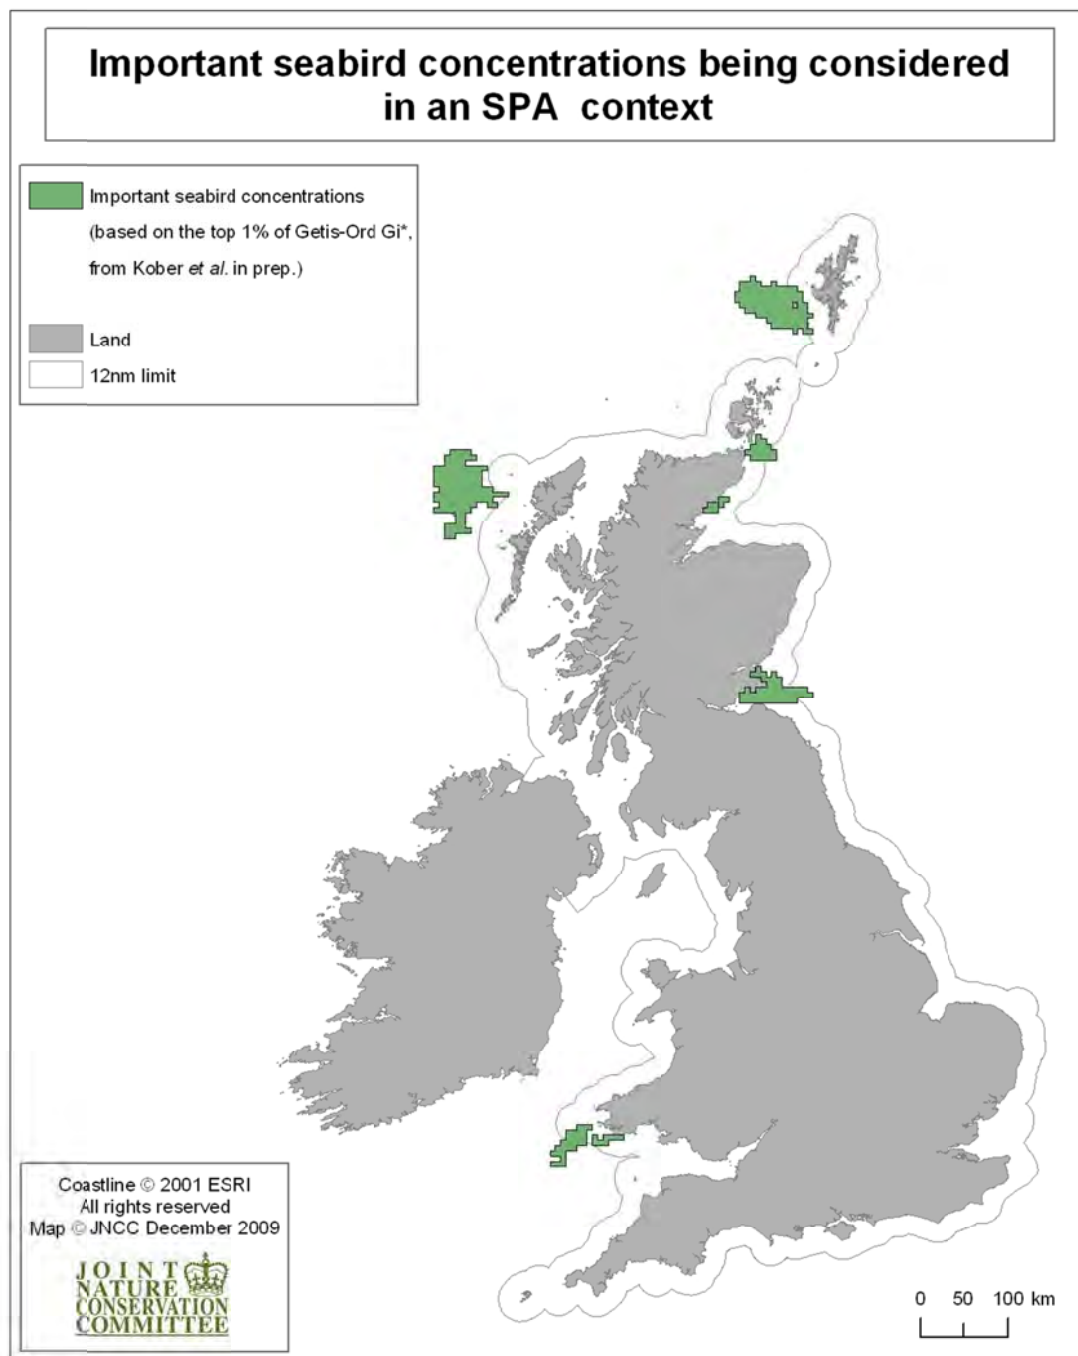 Important seabird concentrations being considered
in an SPA context
Important seabird concentrations
(based on the top 1% of Getis-Ord Gi*,
from Kober et al. in prep.)
Land
12nm limit
Coastline © 2001 ESRI
All rights reserved
Map © JNCC December 2009
JOINT
NATURE
CONSERVATION
COMMITTEE
0 50 100 km